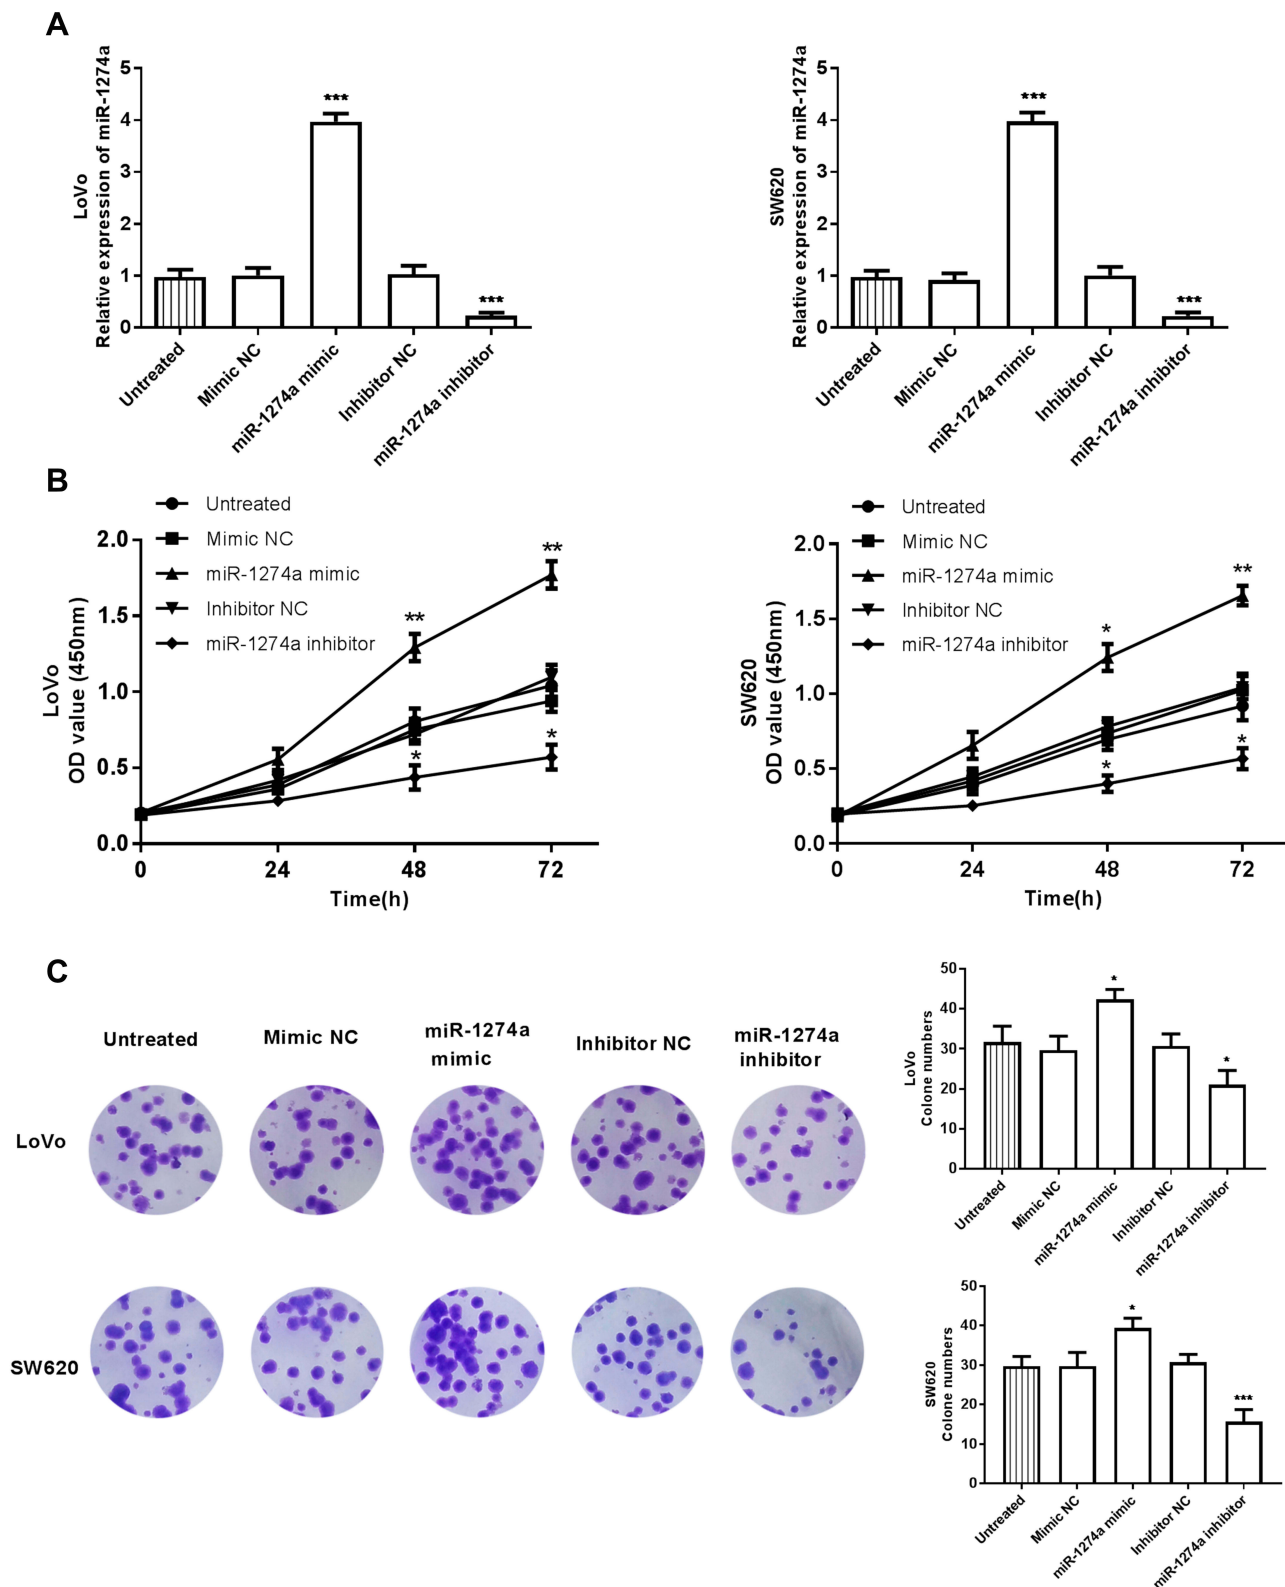 A
LoVo
Relative expression of miR-1274a
5
4
3
2
1
0
***
***
Untreated
Mimic NC
miR-1274a mimic
Inhibitor NC
miR-1274a inhibitor
SW620
Relative expression of miR-1274a
5
4
3
2
1
0
***
***
Untreated
Mimic NC
miR-1274a mimic
Inhibitor NC
miR-1274a inhibitor
B
Untreated
Mimic NC
miR-1274a mimic
Inhibitor NC
miR-1274a inhibitor
LoVo
OD value (450nm)
2.0
1.5
1.0
0.5
0.0
**
**
*
*
0 24 48 72
Time(h)
Untreated
Mimic NC
miR-1274a mimic
Inhibitor NC
miR-1274a inhibitor
SW620
OD value (450nm)
2.0
1.5
1.0
0.5
0.0
*
**
*
*
0 24 48 72
Time(h)
C
Untreated
Mimic NC
miR-1274a
mimic
Inhibitor NC
miR-1274a
inhibitor
LoVo
SW620
LoVo
Colone numbers
50
40
30
20
10
0
*
*
Untreated
Mimic NC
miR-1274a mimic
Inhibitor NC
miR-1274a inhibitor
SW620
Colone numbers
50
40
30
20
10
0
*
***
Untreated
Mimic NC
miR-1274a mimic
Inhibitor NC
miR-1274a inhibitor